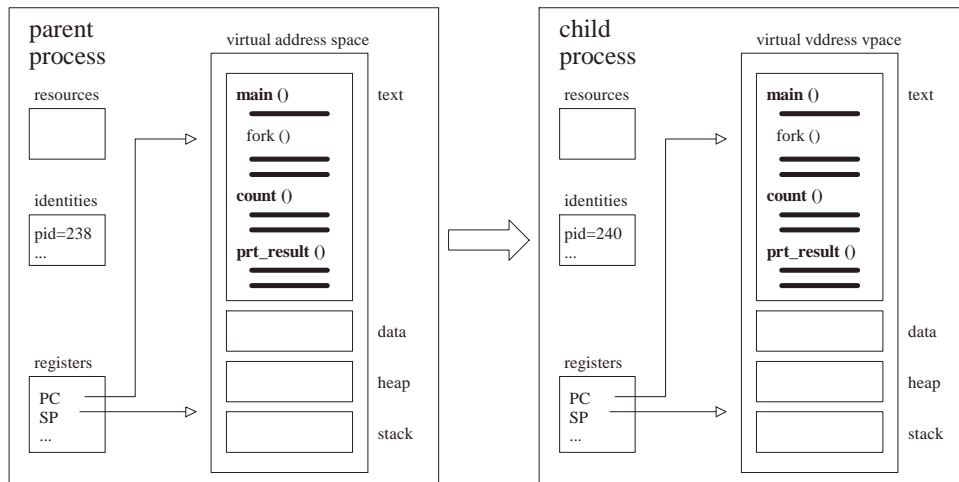 parent
process
virtual address space
resources
main ()
text
fork ()
identities
count ()
pid=238
...
prt_result ()
data
registers
heap
PC
SP
...
stack
child
process
virtual vddress vpace
resources
main ()
text
fork ()
identities
count ()
pid=240
...
prt_result ()
data
registers
heap
PC
SP
...
stack